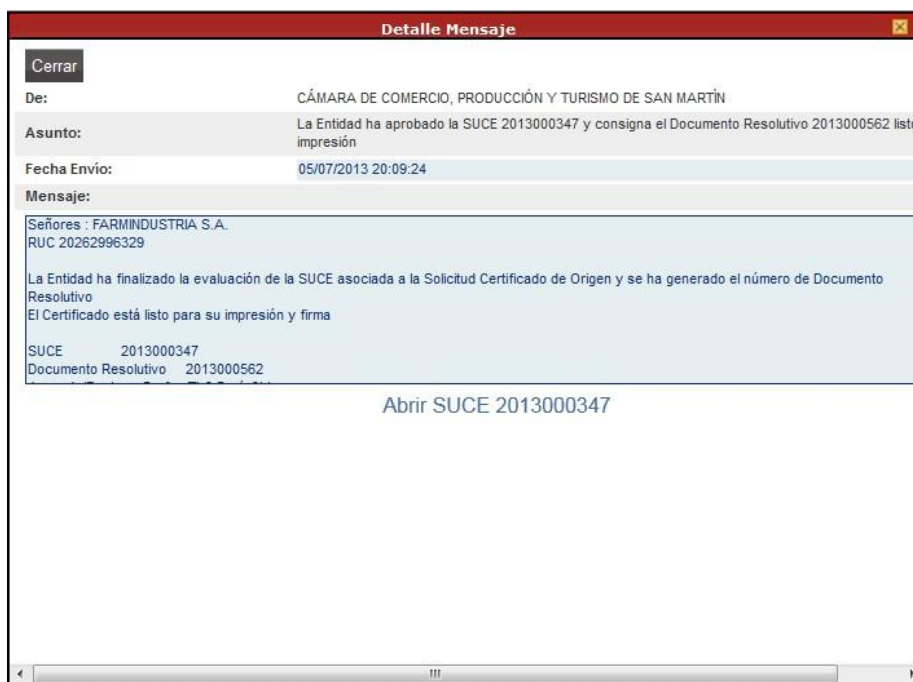 Detalle Mensaje
Cerrar
De: CÁMARA DE COMERCIO, PRODUCCIÓN Y TURISMO DE SAN MARTÍN
Asunto: La Entidad ha aprobado la SUCE 2013000347 y consigna el Documento Resolutivo 2013000562
impresión
Fecha Envío: 05/07/2013 20:09:24
Mensaje:
Señores : FARMINDUSTRIA S.A.
RUC 20262996329
La Entidad ha finalizado la evaluación de la SUCE asociada a la Solicitud Certificado de Origen y se ha generado el número de Documento
Resolutivo
El Certificado está listo para su impresión y firma
SUCE 2013000347
Documento Resolutivo 2013000562
Abrir SUCE 2013000347